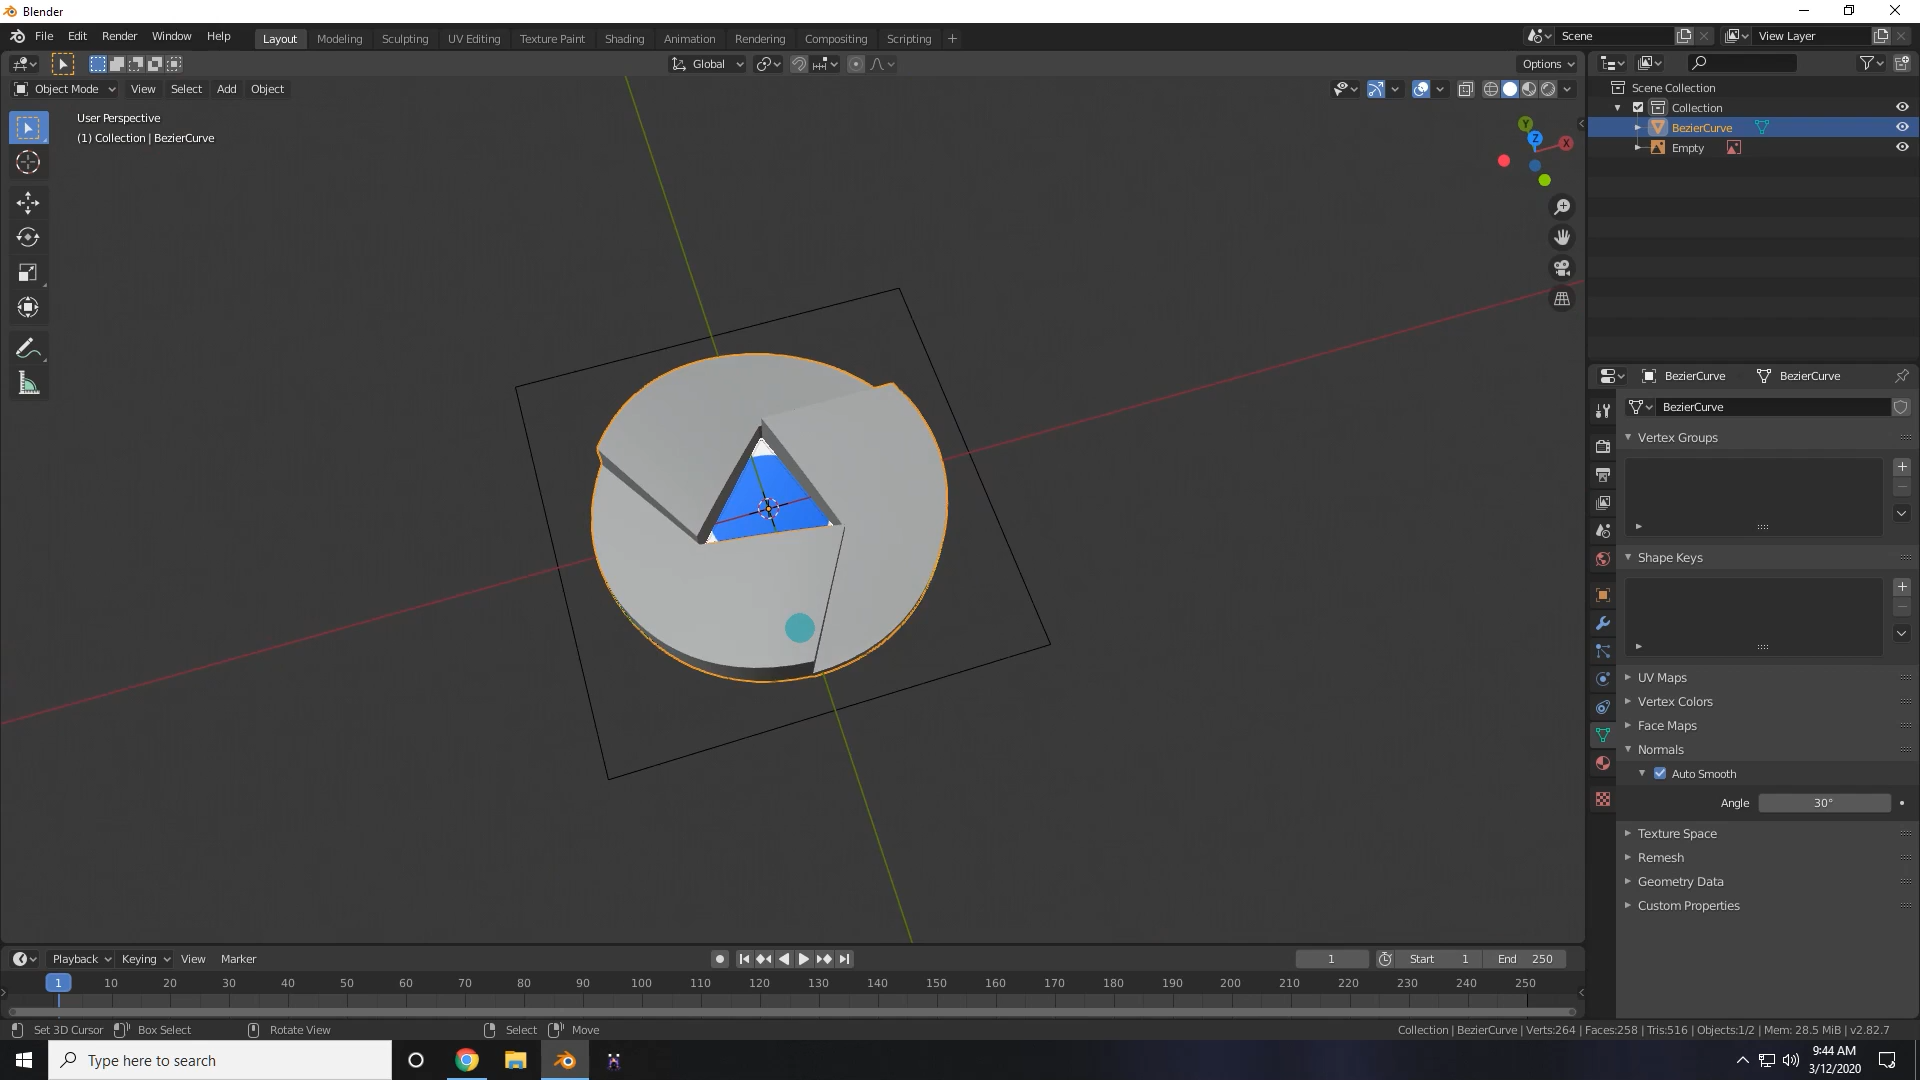 Blender
File Edit Render Window Help
Layout Modeling Sculpting UV Editing Texture Paint Shading Animation Rendering Compositing Scripting +
Scene
View Layer
Global
Options
Object Mode View Select Add Object
User Perspective
(1) Collection | BezierCurve
Y
Z
X
Scene Collection
Collection
BezierCurve
Empty
BezierCurve BezierCurve
BezierCurve
Vertex Groups
Shape Keys
UV Maps
Vertex Colors
Face Maps
Normals
Auto Smooth
Angle 30°
Texture Space
Remesh
Geometry Data
Custom Properties
Playback Keying View Marker
1 Start 1 End 250
1 10 20 30 40 50 60 70 80 90 100 110 120 130 140 150 160 170 180 190 200 210 220 230 240 250
Set 3D Cursor Box Select Rotate View Select Move
Collection | BezierCurve | Verts:264 | Faces:258 | Tris:516 | Objects:1/2 | Mem: 28.5 MiB | v2.82.7
Type here to search
9:44 AM
3/12/2020